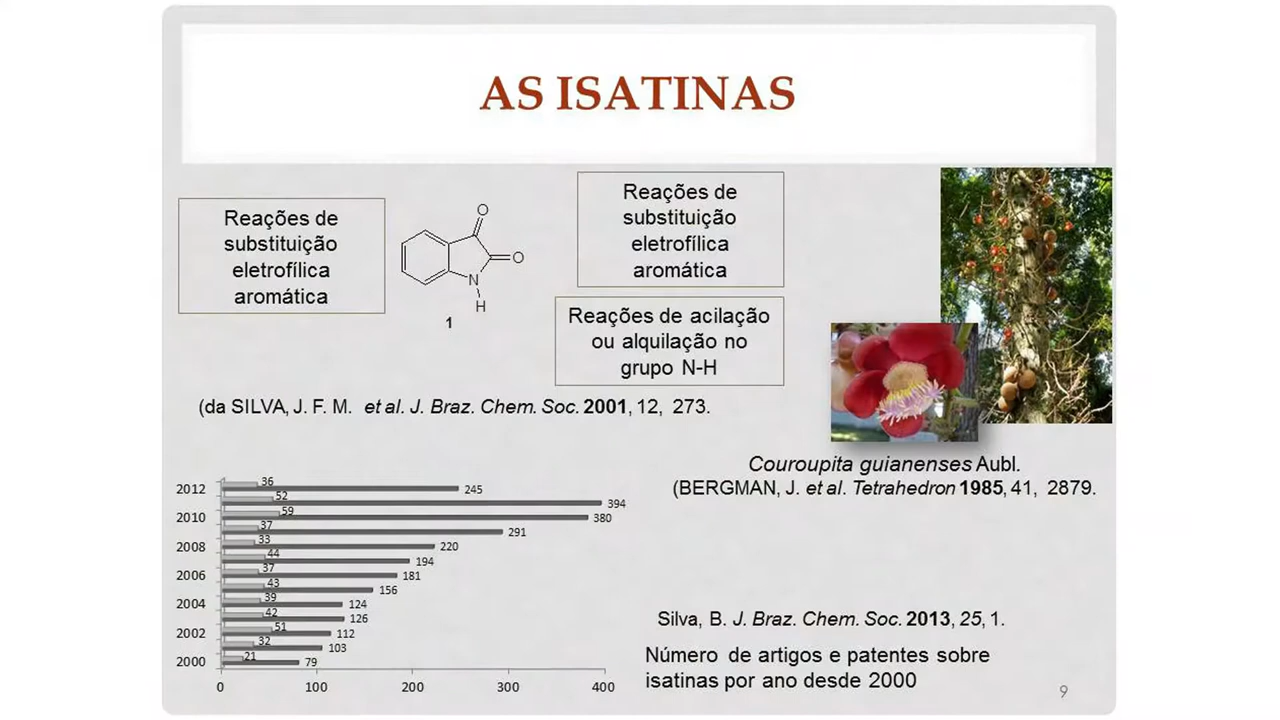 AS ISATINAS
Reações de
substituição
eletrofílica
aromática
O
O
N
H
1
Reações de
substituição
eletrofílica
aromática
Reações de acilação
ou alquilação no
grupo N-H
(da SILVA, J. F. M. et al. J. Braz. Chem. Soc. 2001, 12, 273.
Couroupita guianenses Aubl.
(BERGMAN, J. et al. Tetrahedron 1985, 41, 2879.
2012
36
245
52
394
2010
59
380
37
291
2008
33
220
44
194
2006
37
181
43
156
2004
39
124
42
126
2002
51
112
32
103
2000
21
79
0 100 200 300 400
Silva, B. J. Braz. Chem. Soc. 2013, 25, 1.
Número de artigos e patentes sobre
isatinas por ano desde 2000
9